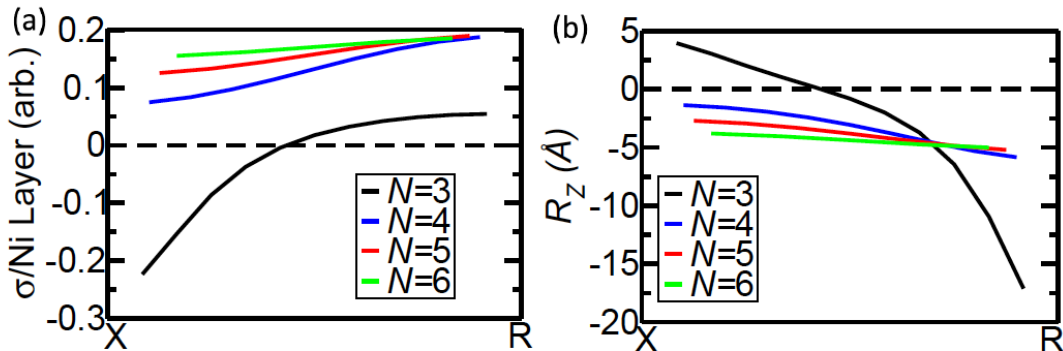 (a)
σ/Ni Layer (arb.)
0.2
0.1
0
-0.1
-0.2
-0.3
X
R
N=3
N=4
N=5
N=6
(b)
R_Z (Å)
5
0
-5
-10
-15
-20
X
R
N=3
N=4
N=5
N=6